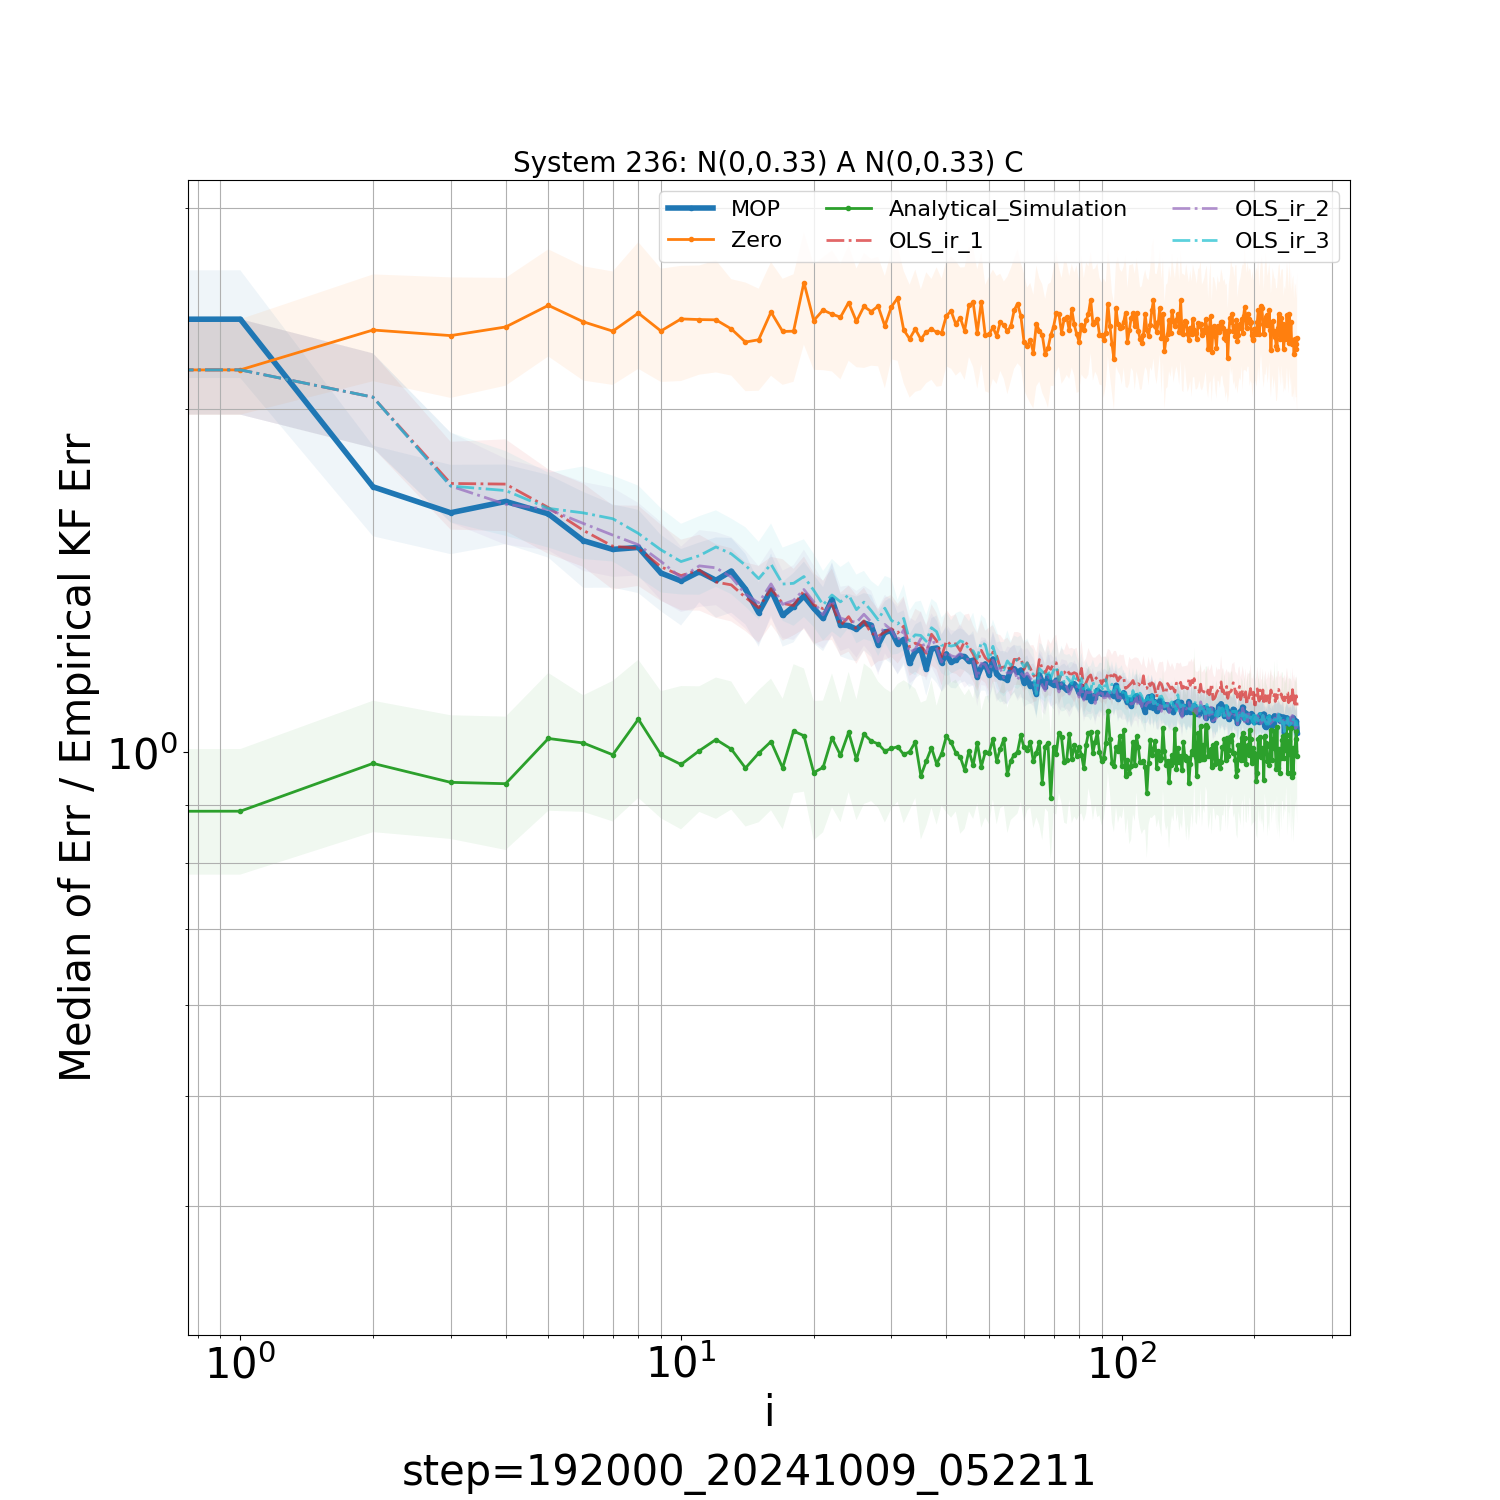 System 236: N(0,0.33) A N(0,0.33) C
MOP
Zero
Analytical_Simulation
OLS_ir_1
OLS_ir_2
OLS_ir_3
Median of Err / Empirical KF Err
10⁰
10⁰ 10¹ 10²
i
step=192000_20241009_052211